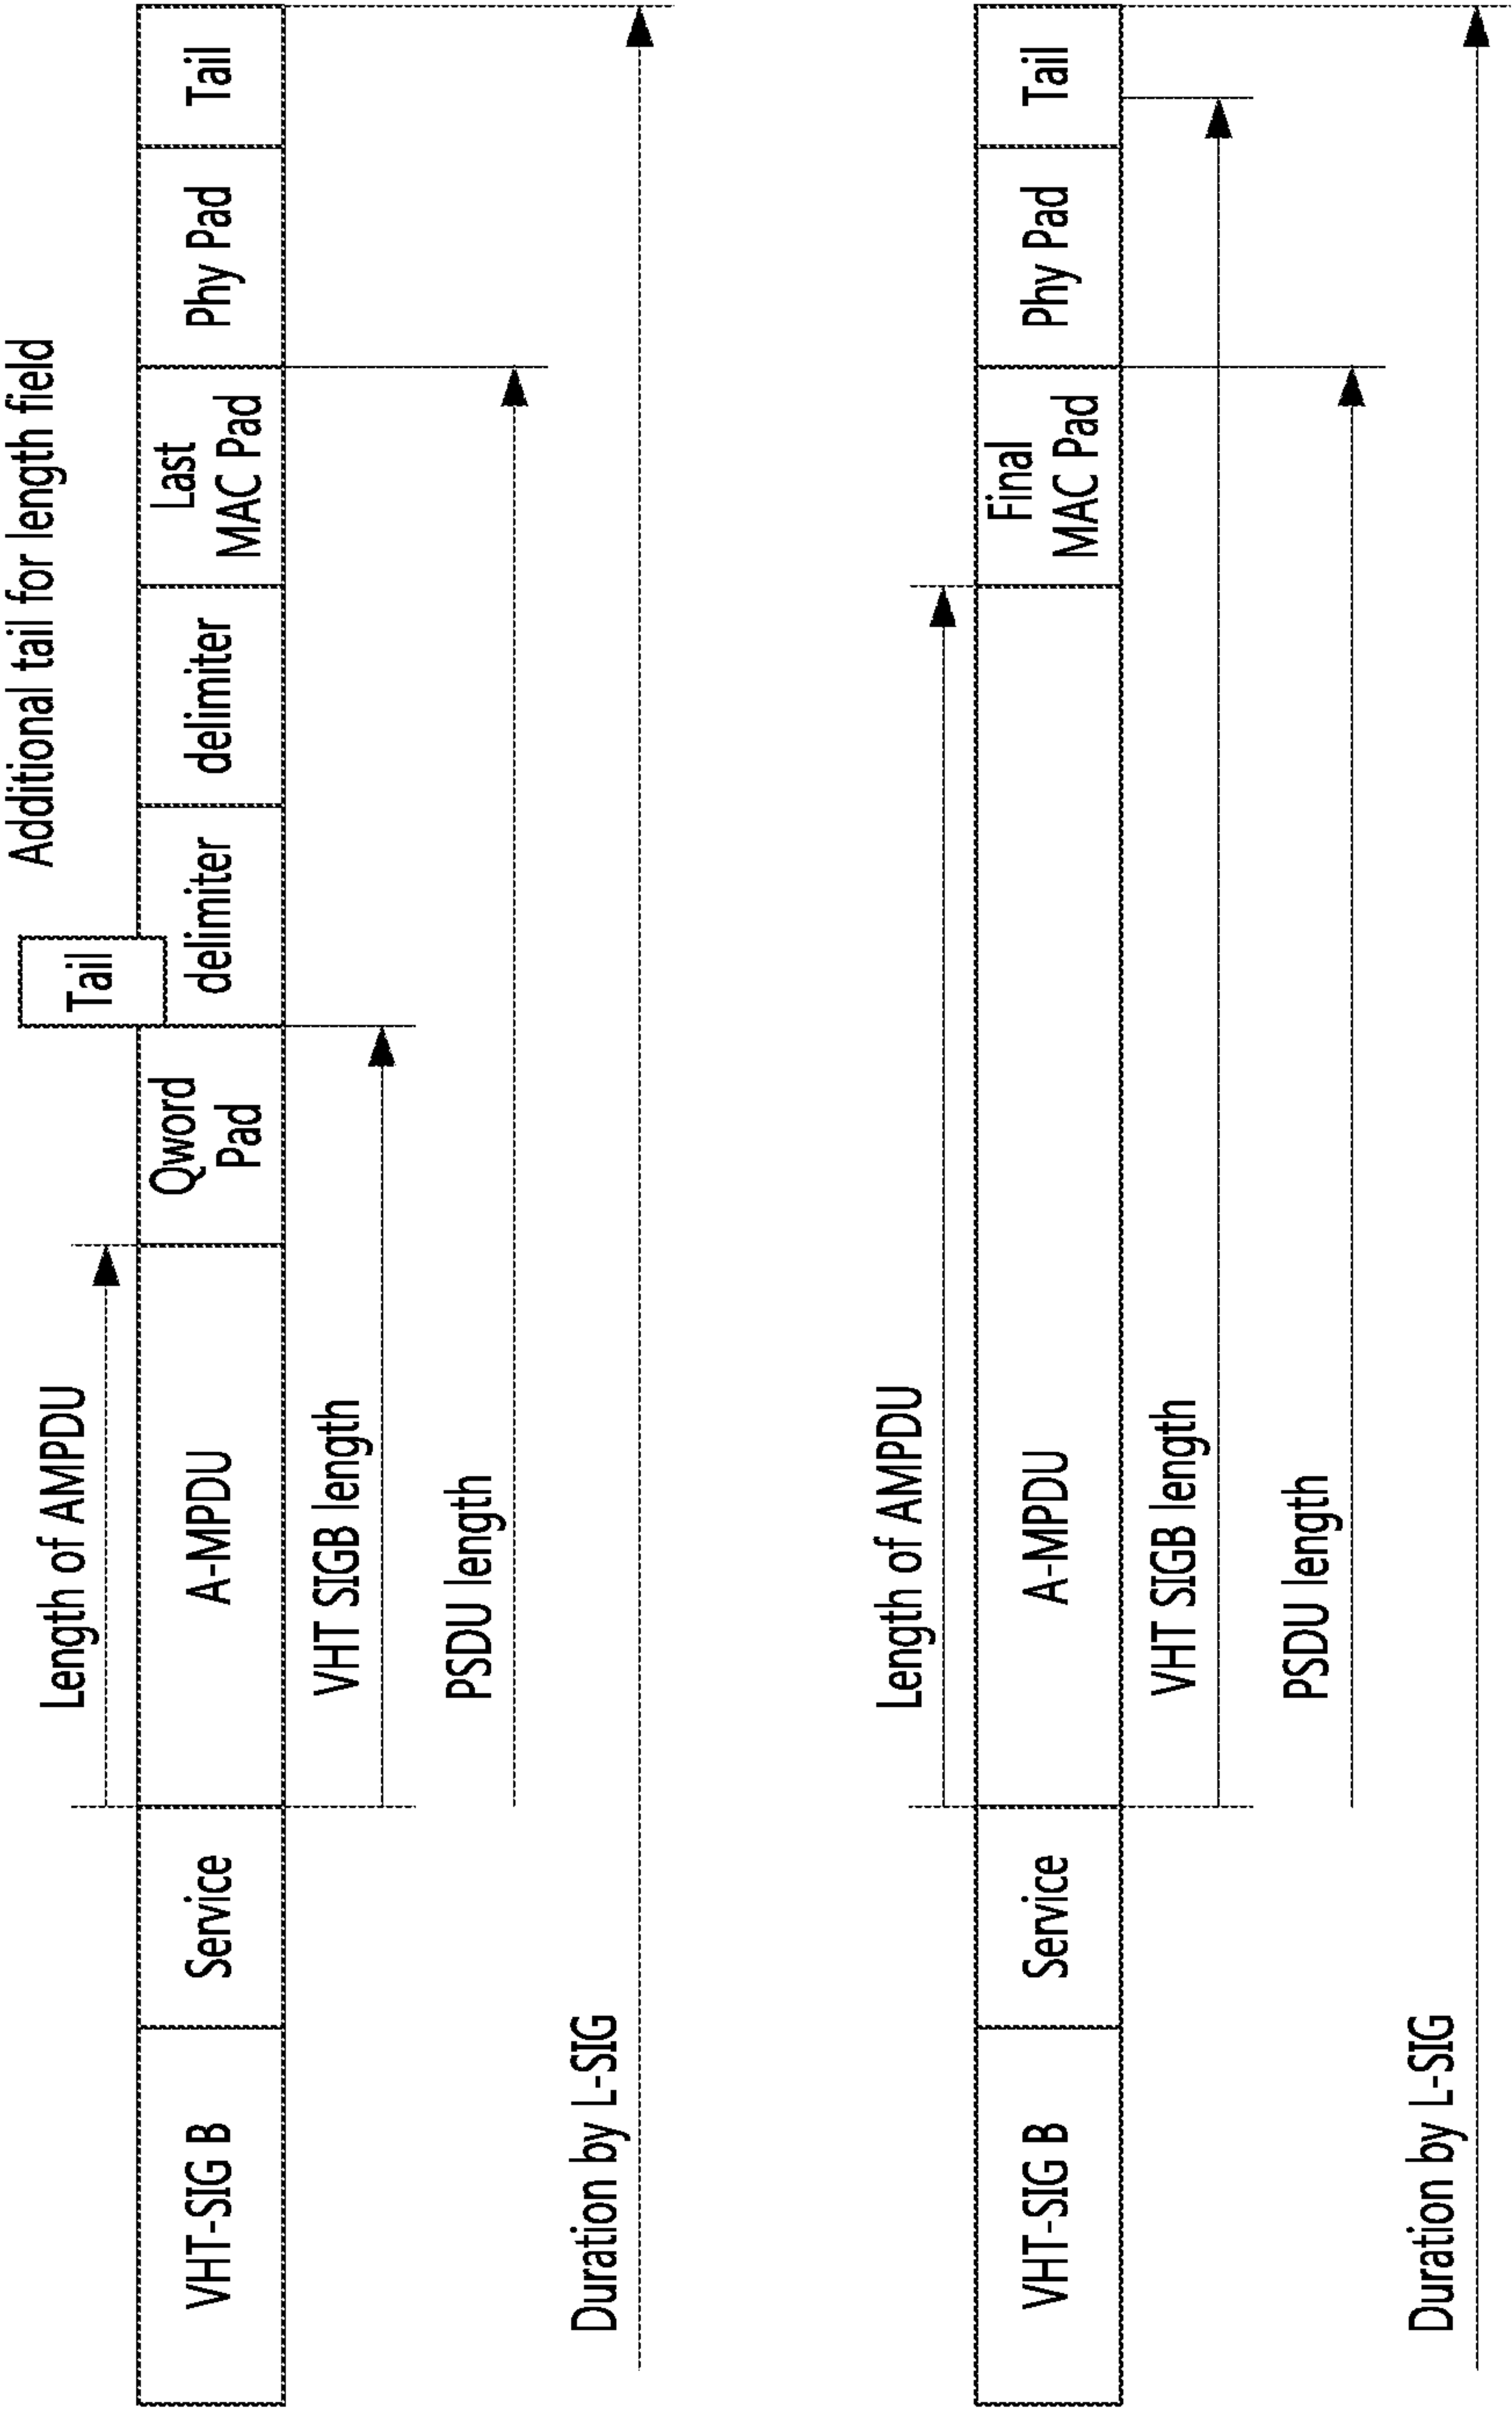 Additional tail for length field
Length of AMPDU
Tail
VHT-SIG B
Service
A-MPDU
Qword
Pad
delimiter
delimiter
Last
MAC Pad
Phy Pad
Tail
VHT SIGB length
PSDU length
Duration by L-SIG
Length of AMPDU
VHT-SIG B
Service
A-MPDU
Final
MAC Pad
Phy Pad
Tail
VHT SIGB length
PSDU length
Duration by L-SIG